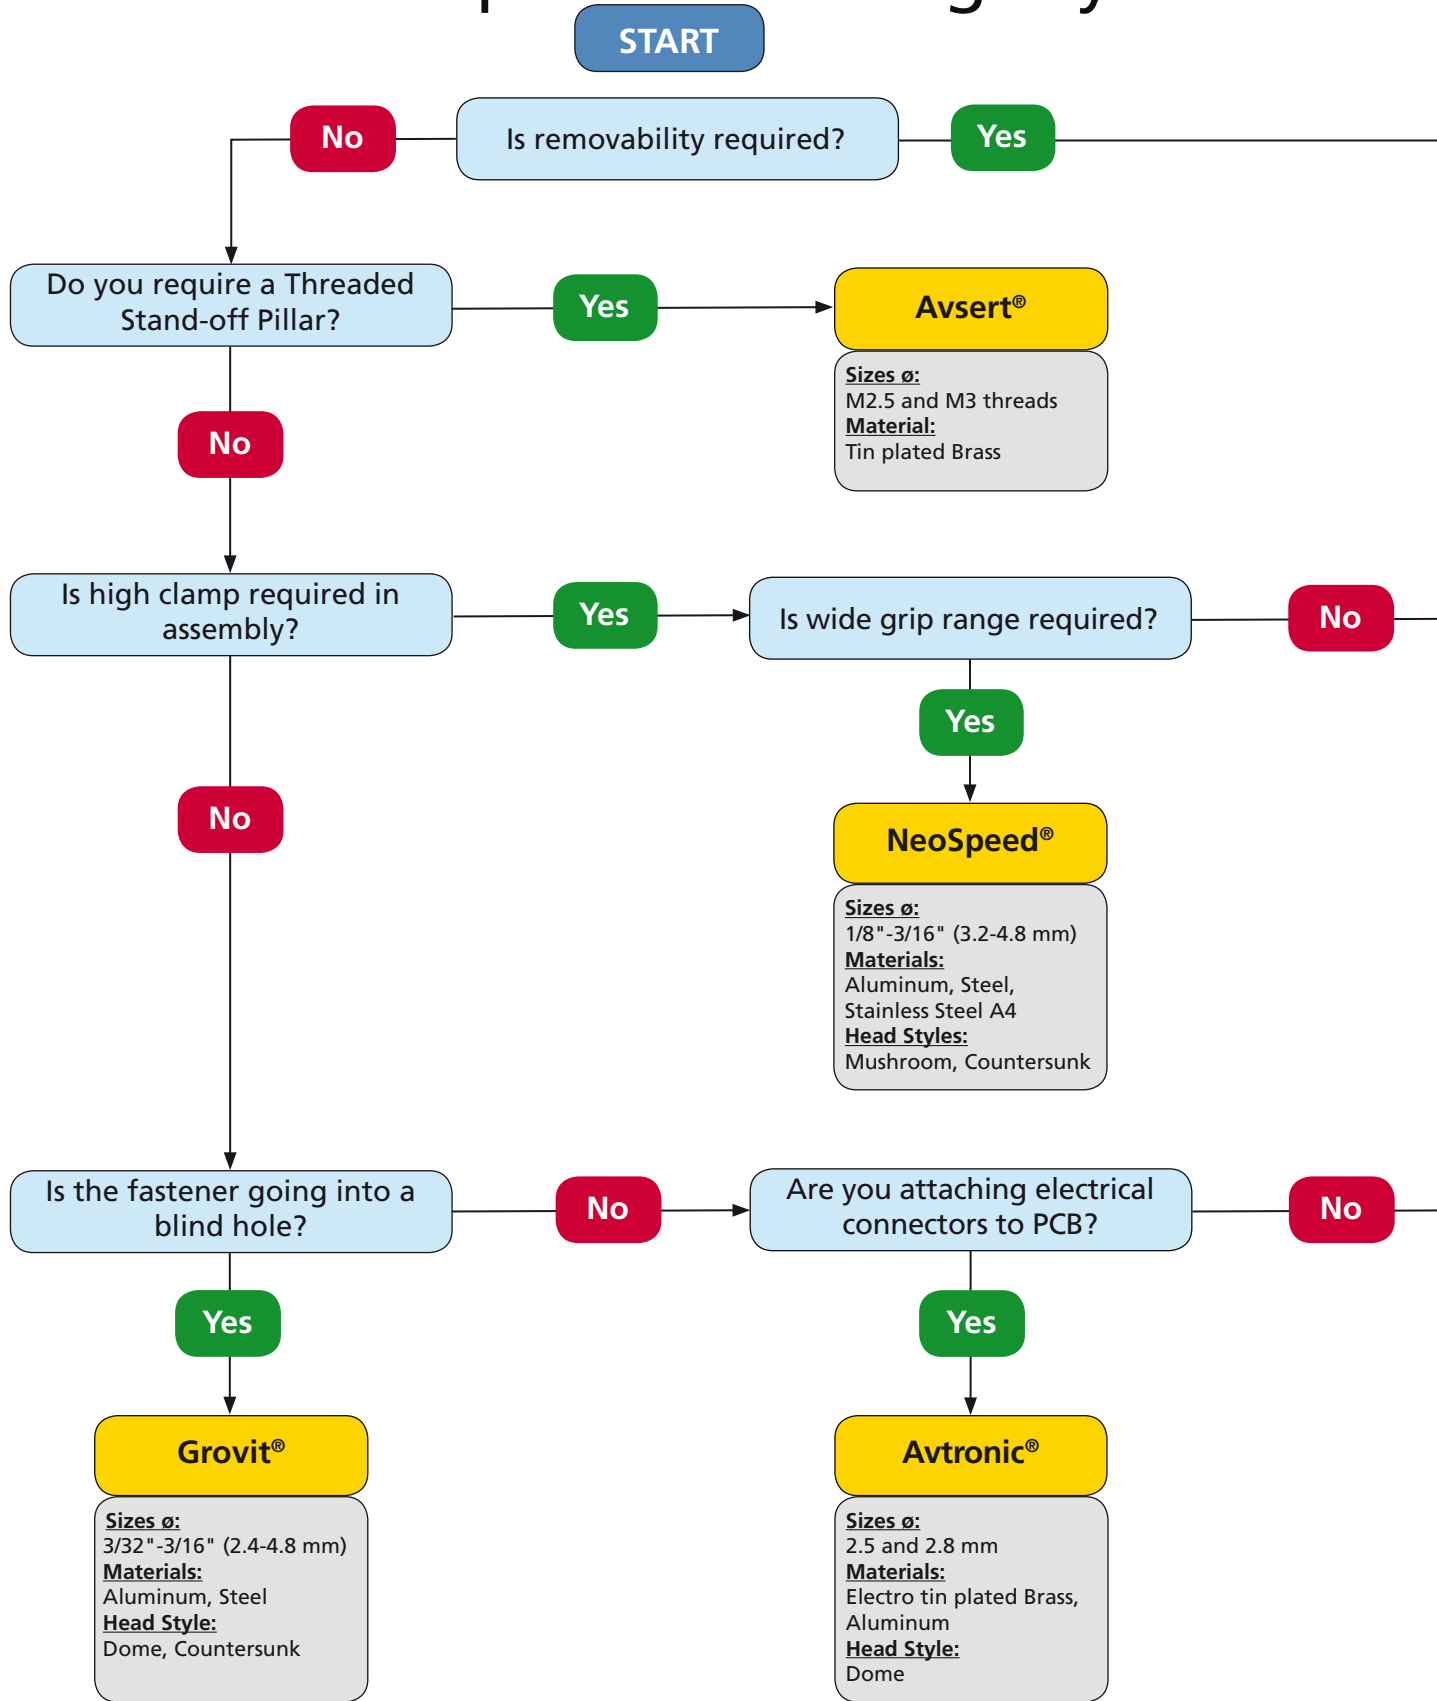 START
No
Is removability required?
Yes
Do you require a Threaded
Stand-off Pillar?
Yes
Avsert®
Sizes ø:
M2.5 and M3 threads
Material:
Tin plated Brass
No
Is high clamp required in
assembly?
Yes
Is wide grip range required?
No
Yes
No
NeoSpeed®
Sizes ø:
1/8"-3/16" (3.2-4.8 mm)
Materials:
Aluminum, Steel,
Stainless Steel A4
Head Styles:
Mushroom, Countersunk
Is the fastener going into a
blind hole?
No
Are you attaching electrical
connectors to PCB?
No
Yes
Yes
Grovit®
Sizes ø:
3/32"-3/16" (2.4-4.8 mm)
Materials:
Aluminum, Steel
Head Style:
Dome, Countersunk
Avtronic®
Sizes ø:
2.5 and 2.8 mm
Materials:
Electro tin plated Brass,
Aluminum
Head Style:
Dome